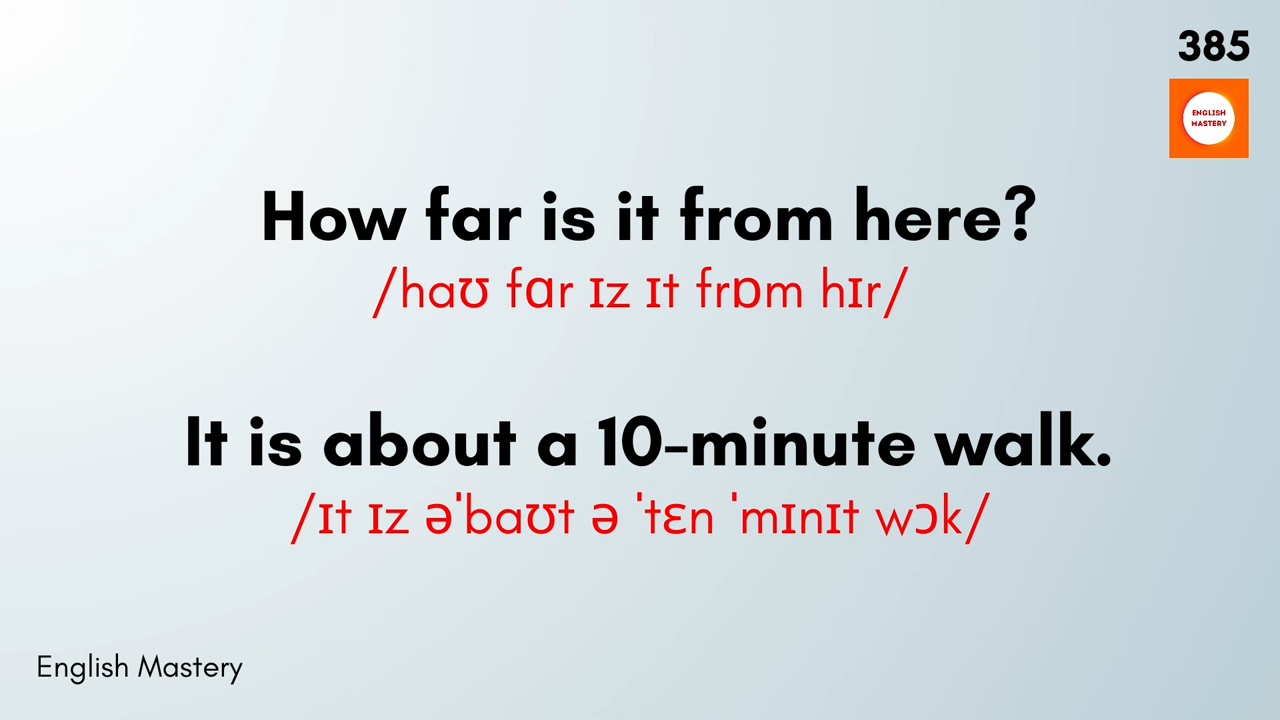 385
ENGLISH
MASTERY
How far is it from here?
/haʊ fɑr ɪz ɪt frɒm hɪr/
It is about a 10-minute walk.
/ɪt ɪz əˈbaʊt ə ˈtɛn ˈmɪnɪt wɔk/
English Mastery